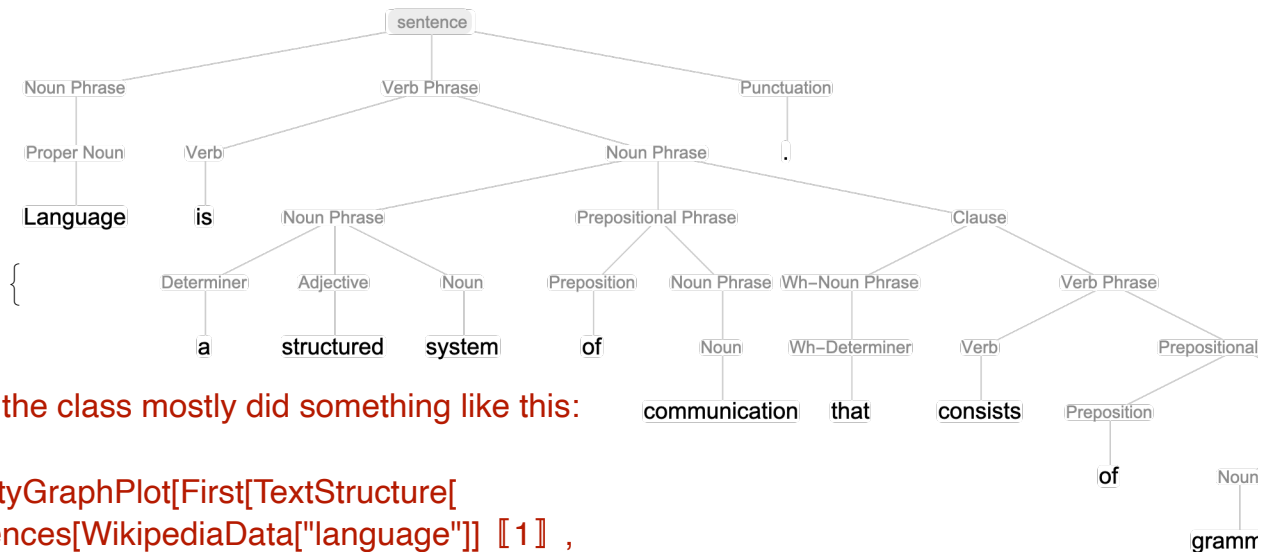 sentence
Noun Phrase Verb Phrase Punctuation
Proper Noun Verb Noun Phrase .
Language is Noun Phrase Prepositional Phrase Clause
{ Determiner Adjective Noun Preposition Noun Phrase Wh-Noun Phrase Verb Phrase
a structured system of Noun Wh-Determiner Verb Prepositional
the class mostly did something like this:
communication that consists Preposition
tyGraphPlot[First[TextStructure[
of Noun
ences[WikipediaData["language"]] 〚1〛 ,
gramm